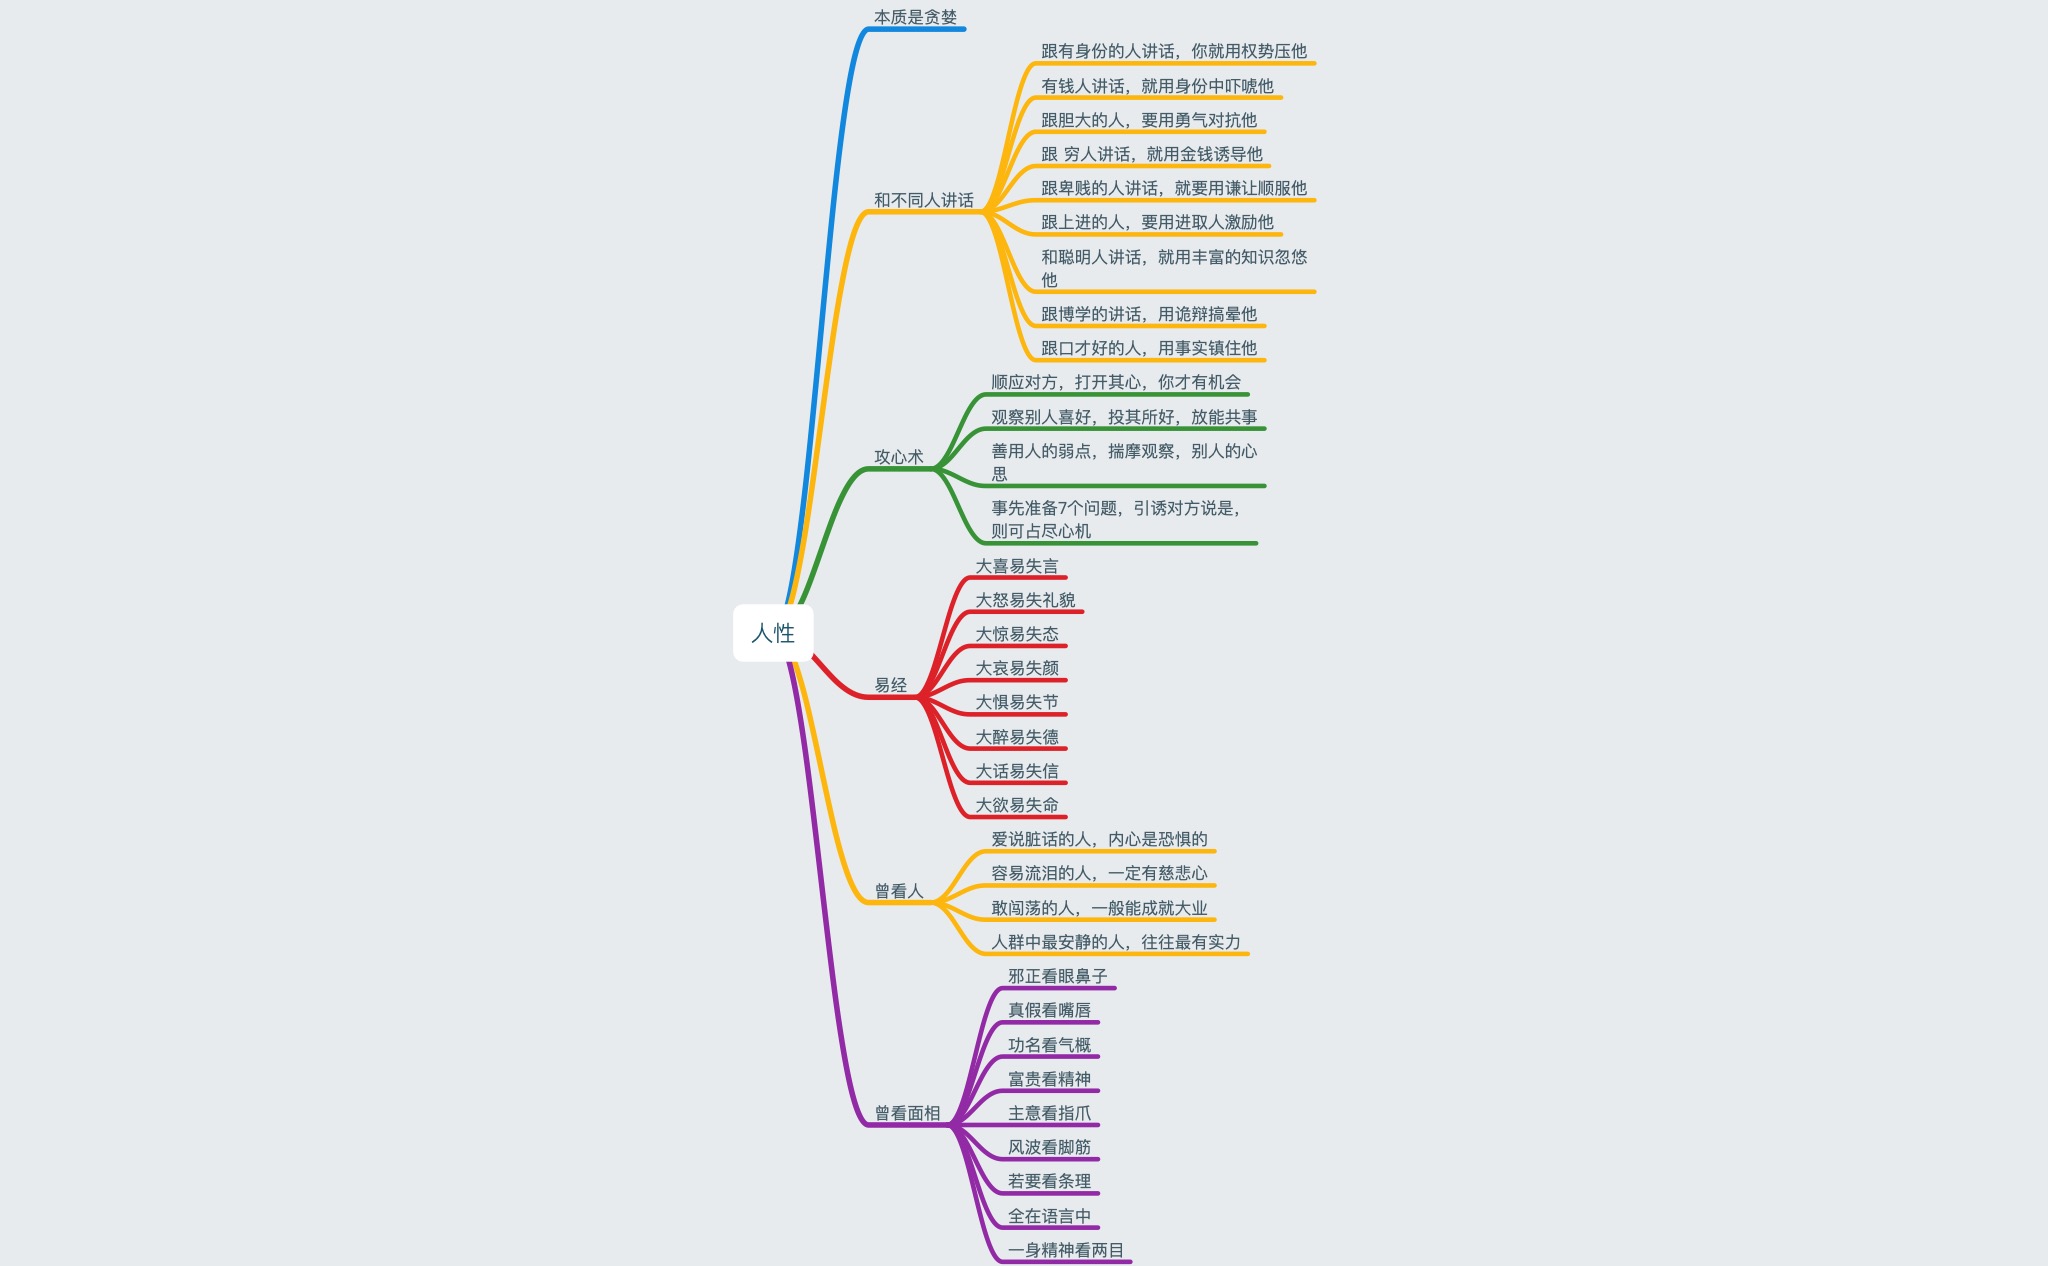 本质是贪婪
跟有身份的人讲话，你就用权势压他
有钱人讲话，就用身份中吓唬他
跟胆大的人，要用勇气对抗他
跟 穷人讲话，就用金钱诱导他
和不同人讲话
跟卑贱的人讲话，就要用谦让顺服他
跟上进的人，要用进取人激励他
和聪明人讲话，就用丰富的知识忽悠
他
跟博学的讲话，用诡辩搞晕他
跟口才好的人，用事实镇住他
顺应对方，打开其心，你才有机会
观察别人喜好，投其所好，放能共事
攻心术
善用人的弱点，揣摩观察，别人的心
思
事先准备7个问题，引诱对方说是，
则可占尽心机
人性
大喜易失言
大怒易失礼貌
大惊易失态
大哀易失颜
易经
大惧易失节
大醉易失德
大话易失信
大欲易失命
爱说脏话的人，内心是恐惧的
容易流泪的人，一定有慈悲心
曾看人
敢闯荡的人，一般能成就大业
人群中最安静的人，往往最有实力
邪正看眼鼻子
真假看嘴唇
功名看气概
富贵看精神
曾看面相
主意看指爪
风波看脚筋
若要看条理
全在语言中
一身精神看两目